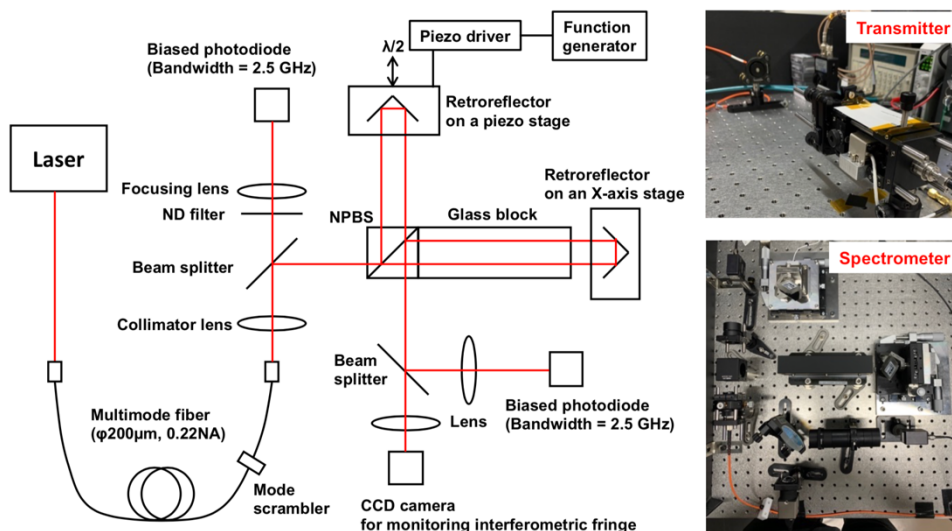 Biased photodiode
(Bandwidth = 2.5 GHz)
Laser
Focusing lens
ND filter
Beam splitter
Collimator lens
Multimode fiber
(φ200μm, 0.22NA)
Mode
scrambler
Piezo driver
Function
generator
λ/2
Retroreflector
on a piezo stage
Retroreflector
on an X-axis stage
NPBS
Glass block
Beam
splitter
Lens
Biased photodiode
(Bandwidth = 2.5 GHz)
CCD camera
for monitoring interferometric fringe
Transmitter
Spectrometer